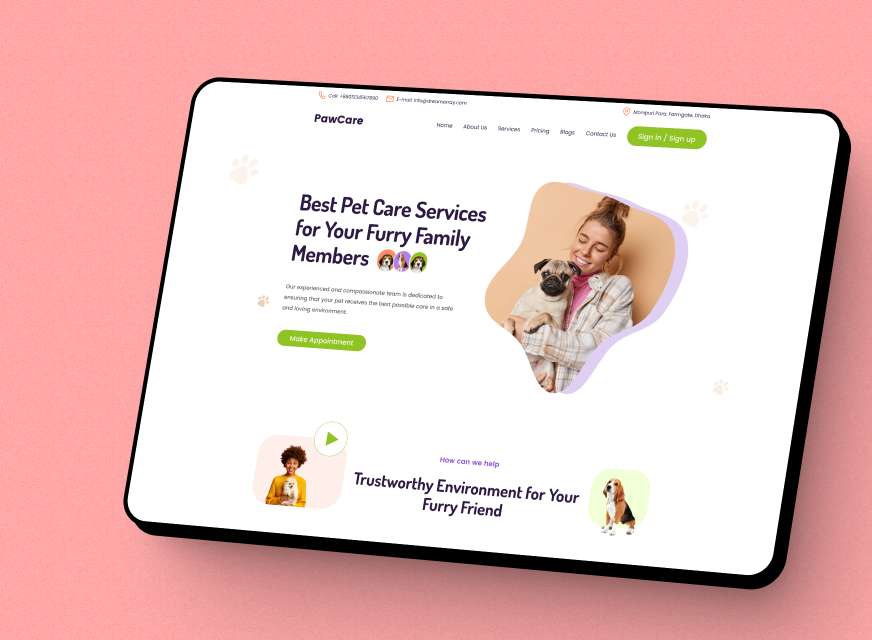 Call: +8801234567890
E-mail: info@dreamarray.com
Monipuri Para, Farmgate, Dhaka
PawCare
Home
About Us
Services
Pricing
Blogs
Contact Us
Sign in / Sign up
Best Pet Care Services
for Your Furry Family
Members
Our experienced and compassionate team is dedicated to
ensuring that your pet receives the best possible care in a safe
and loving environment.
Make Appointment
How can we help
Trustworthy Environment for Your
Furry Friend